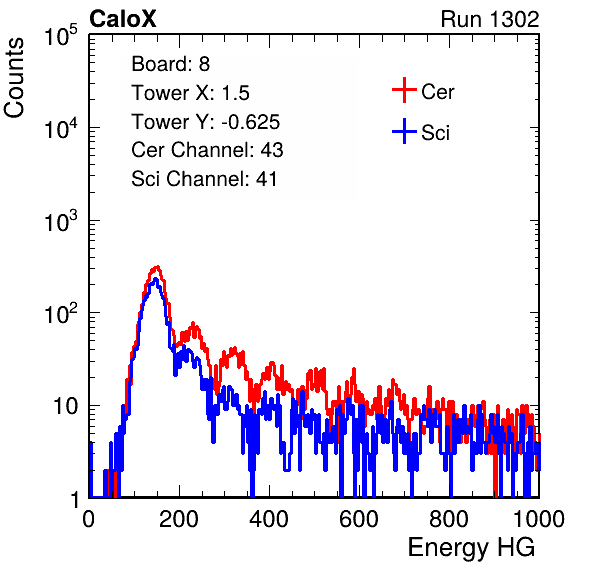 CaloX Run 1302
Counts
10^5
10^4
10^3
10^2
10
1
Board: 8
Tower X: 1.5
Tower Y: -0.625
Cer Channel: 43
Sci Channel: 41
Cer
Sci
0 200 400 600 800 1000
Energy HG